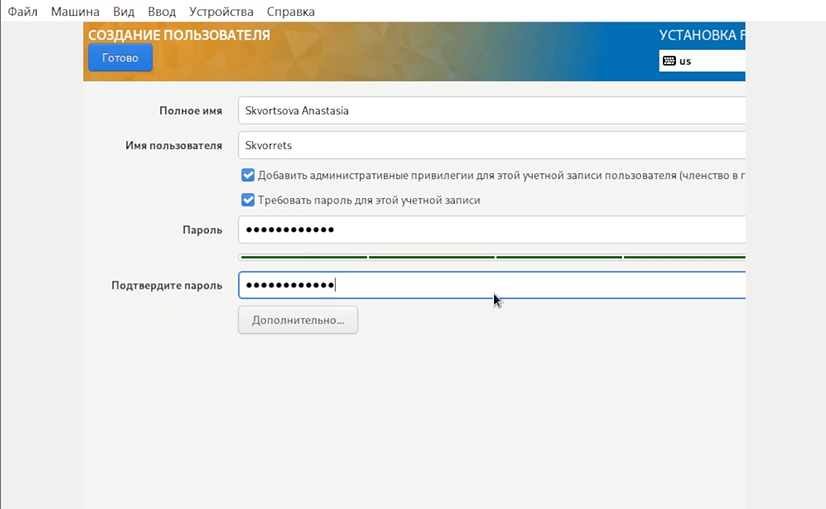 Файл Машина Вид Ввод Устройства Справка
СОЗДАНИЕ ПОЛЬЗОВАТЕЛЯ
УСТАНОВКА F
Готово
us
Полное имя
Skvortsova Anastasia
Имя пользователя
Skvorrets
Добавить административные привилегии для этой учетной записи пользователя (членство в г
Требовать пароль для этой учетной записи
Пароль
●●●●●●●●●●●●
Подтвердите пароль
●●●●●●●●●●●●
Дополнительно...